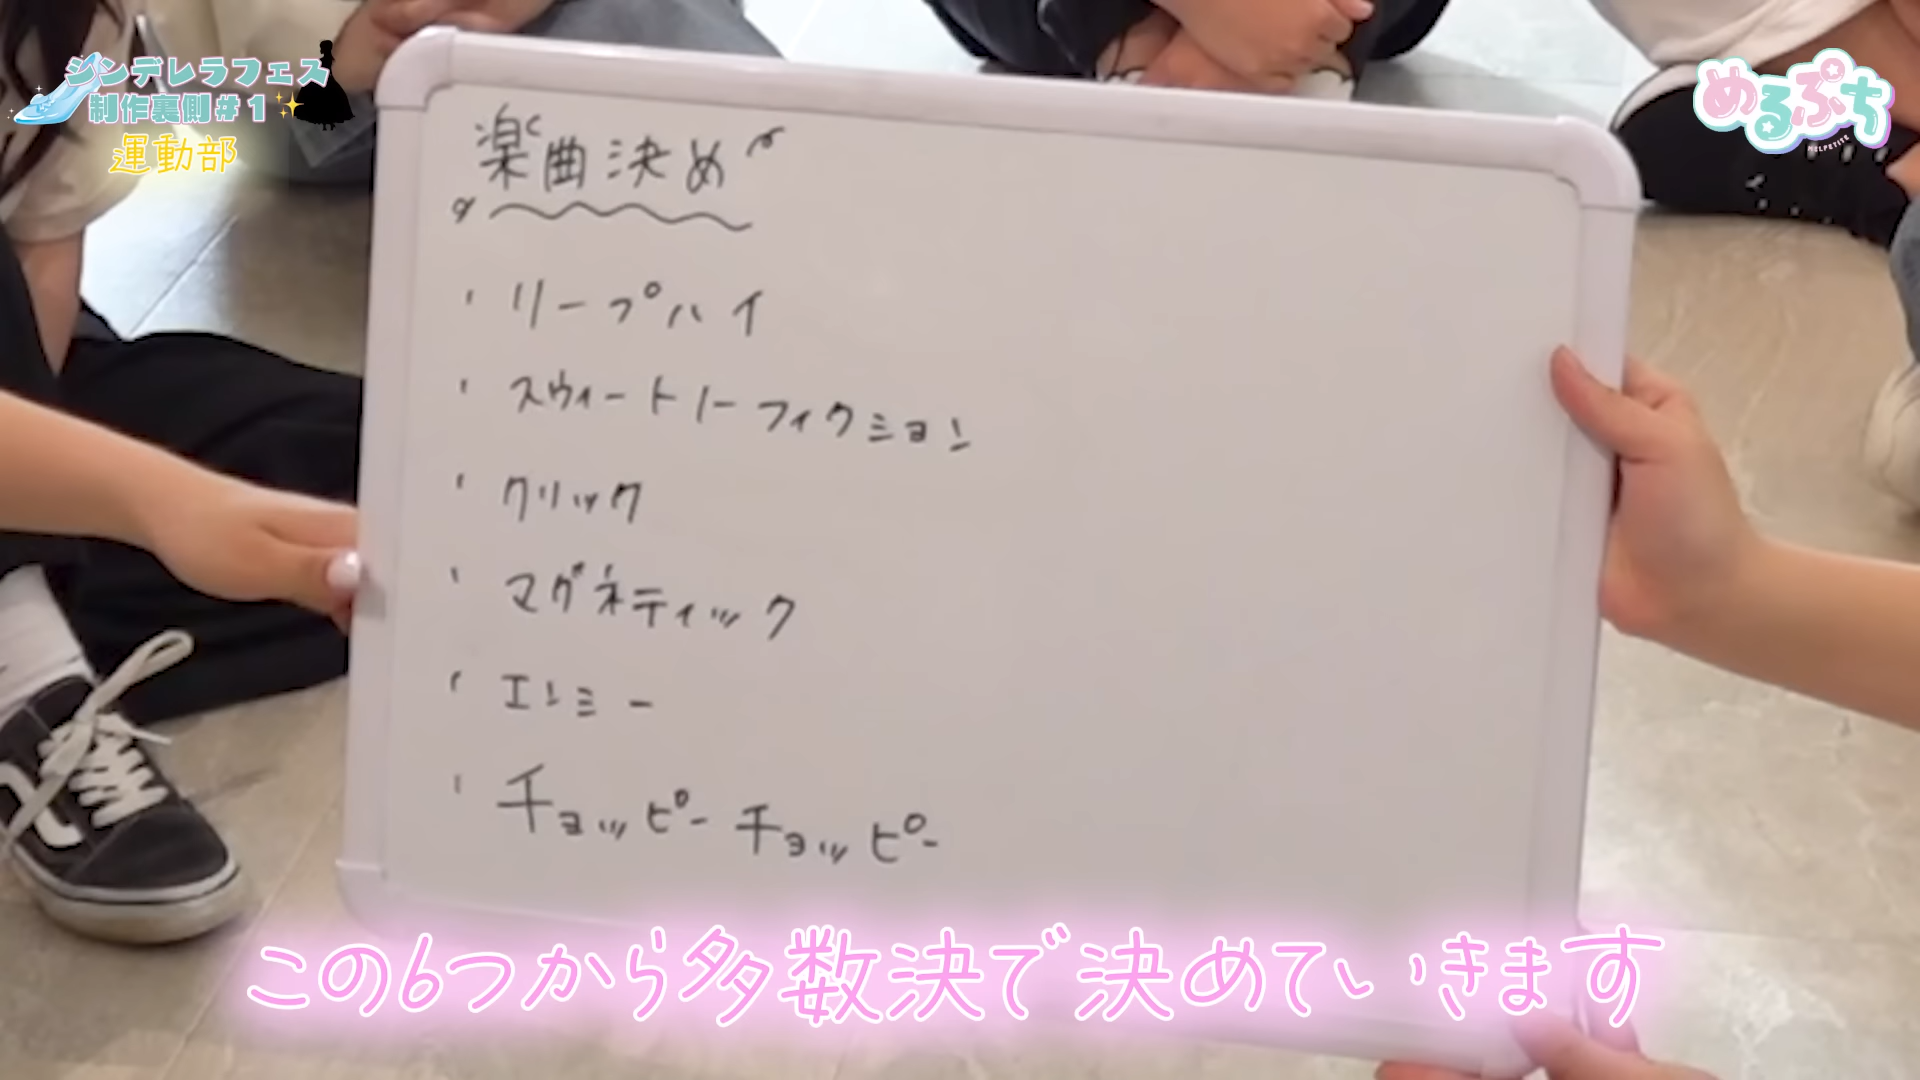 シンデレラフェス
制作裏側#1
運動部
めるぷち
MELPETITE
楽曲決め
・リープハイ
・スウィートリーフィクション
・クリック
・マグネティック
・エンミー
・チョッピーチョッピー
この6つから多数決で決めていきます